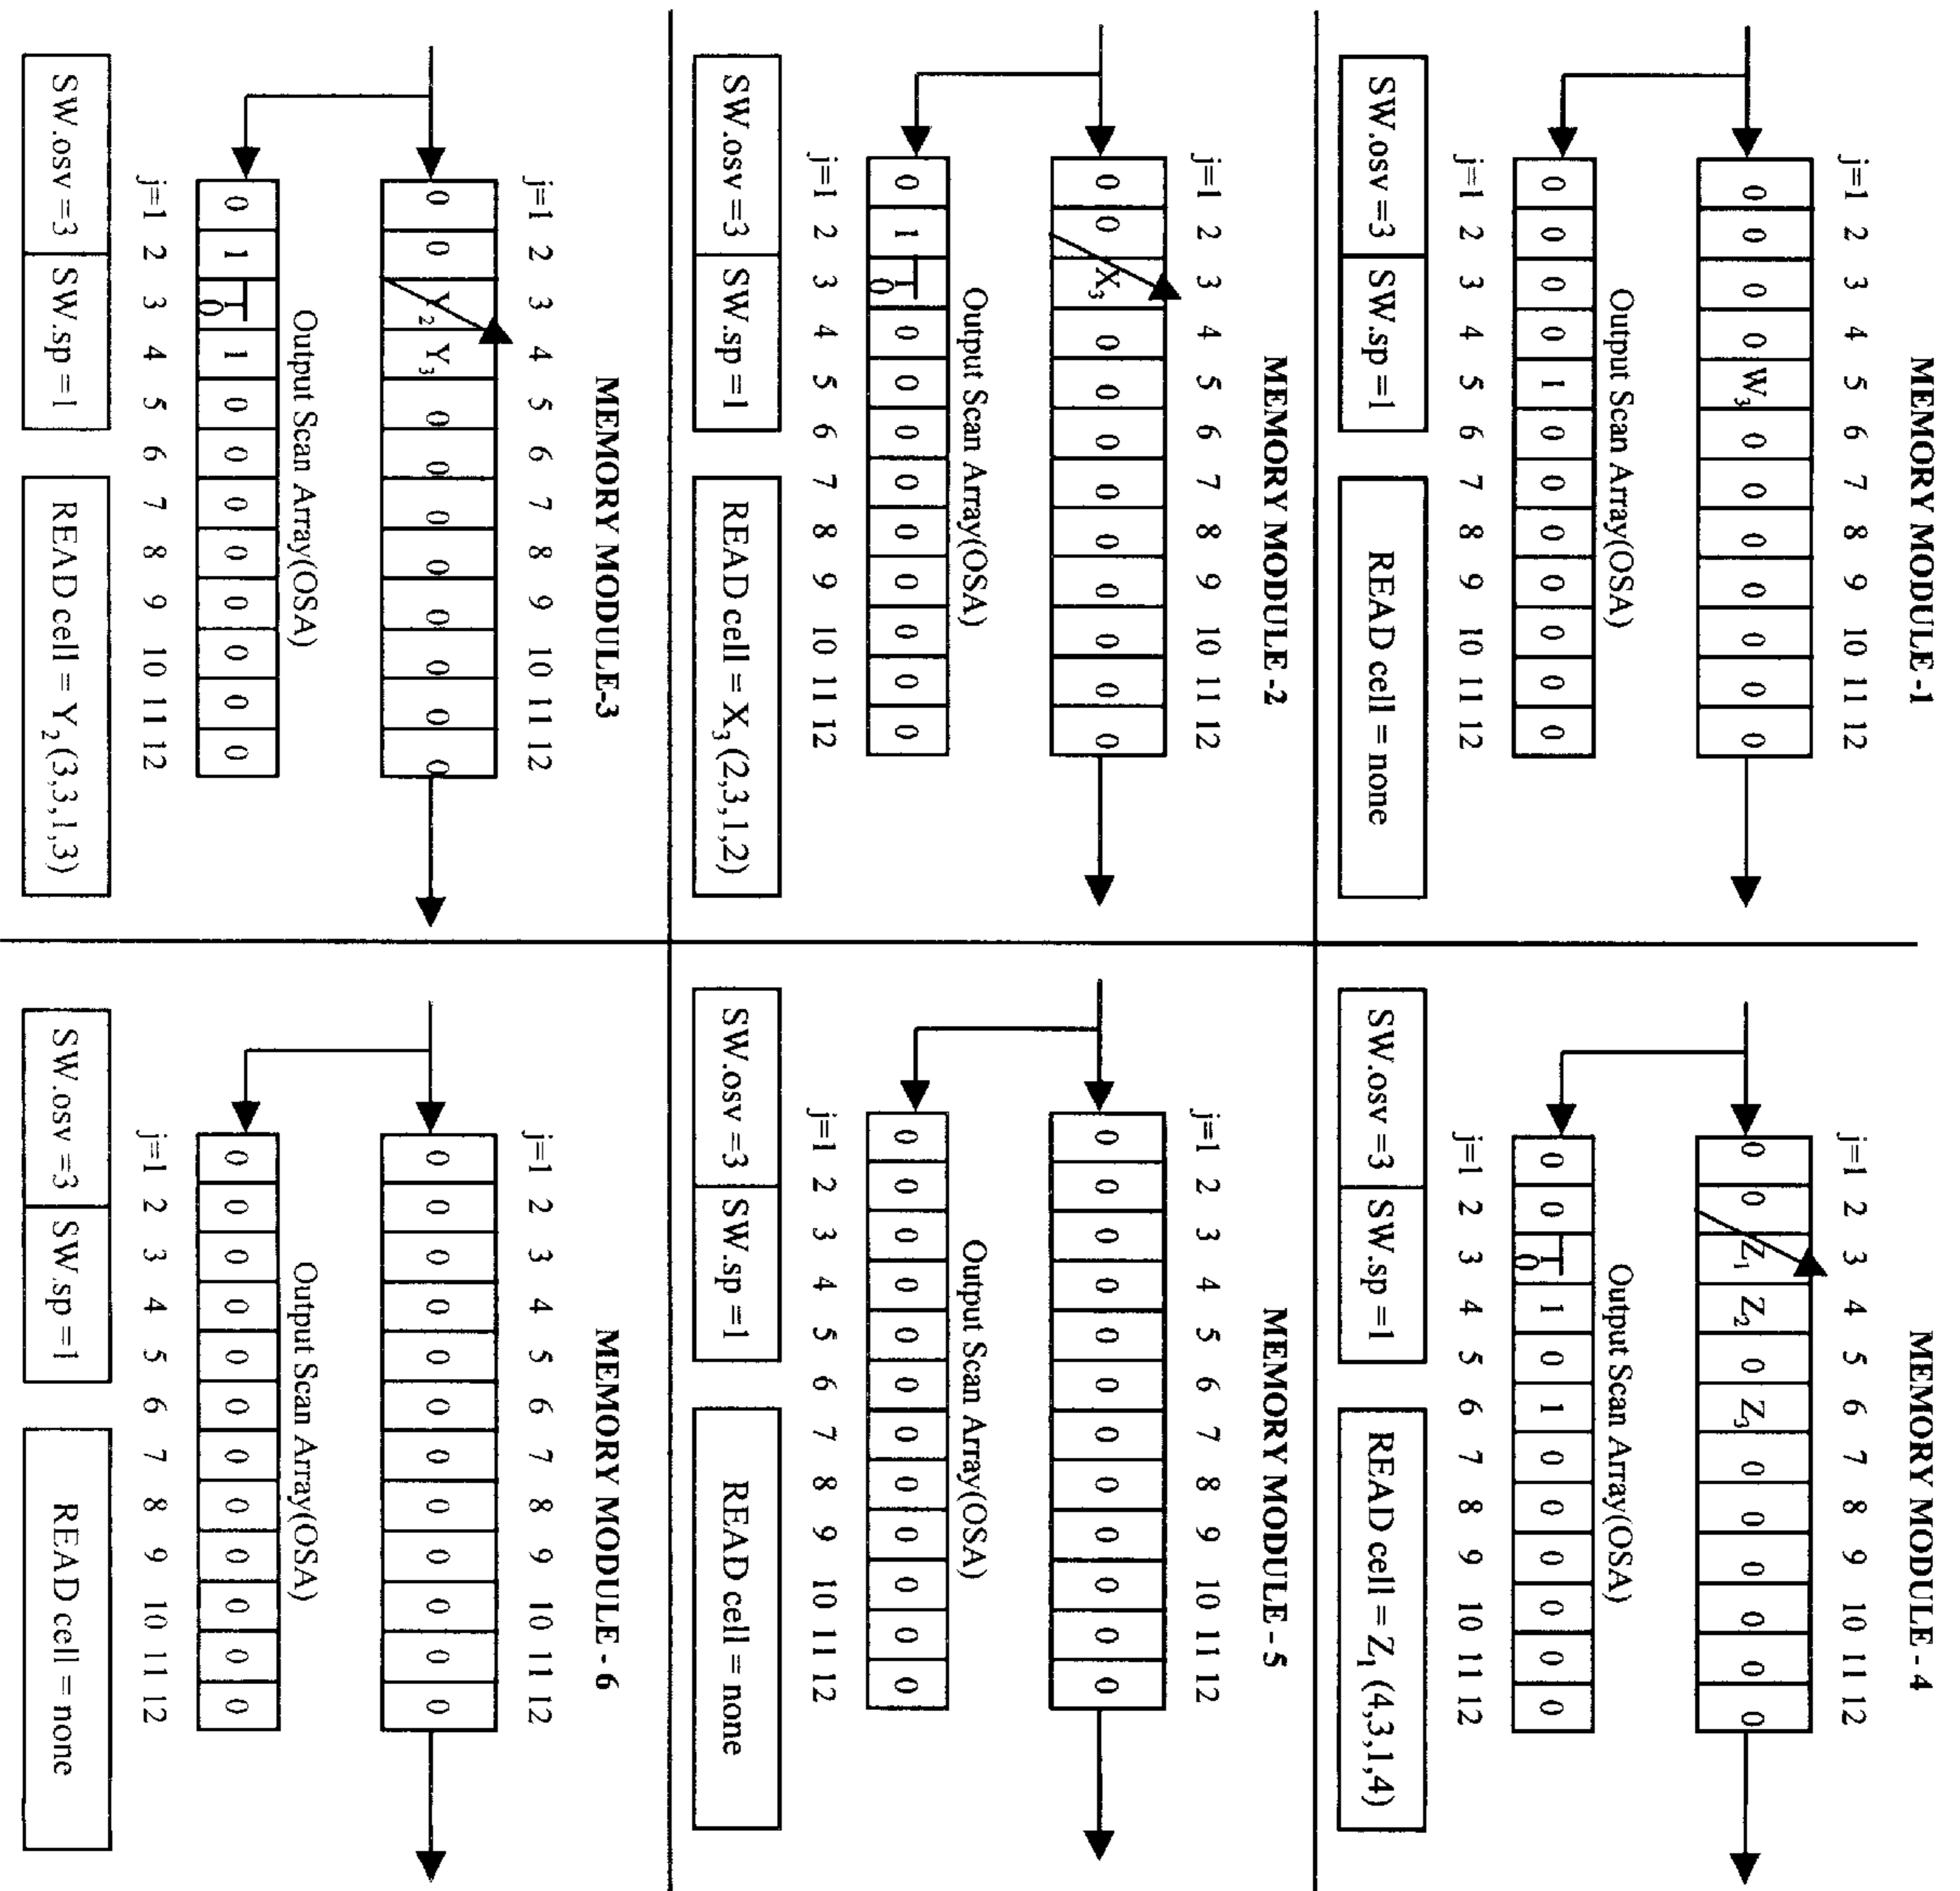 MEMORY MODULE -1
j=1 2 3 4 5 6 7 8 9 10 11 12
0 0 0 0 W3 0 0 0 0 0 0 0
Output Scan Array(OSA)
0 0 0 0 1 0 0 0 0 0 0 0
j=1 2 3 4 5 6 7 8 9 10 11 12
SW.osv =3 SW.sp =1 READ cell = none
MEMORY MODULE - 4
j=1 2 3 4 5 6 7 8 9 10 11 12
0 0 Z1 Z2 0 Z3 0 0 0 0 0 0
Output Scan Array(OSA)
0 0 1 0 1 0 1 0 0 0 0 0 0
j=1 2 3 4 5 6 7 8 9 10 11 12
SW.osv =3 SW.sp =1 READ cell = Z1 (4,3,1,4)
MEMORY MODULE -2
j=1 2 3 4 5 6 7 8 9 10 11 12
0 0 X3 0 0 0 0 0 0 0 0 0
Output Scan Array(OSA)
0 1 1 0 0 0 0 0 0 0 0 0 0
j=1 2 3 4 5 6 7 8 9 10 11 12
SW.osv =3 SW.sp =1 READ cell = X3 (2,3,1,2)
MEMORY MODULE - 5
j=1 2 3 4 5 6 7 8 9 10 11 12
0 0 0 0 0 0 0 0 0 0 0 0
Output Scan Array(OSA)
0 0 0 0 0 0 0 0 0 0 0 0
j=1 2 3 4 5 6 7 8 9 10 11 12
SW.osv =3 SW.sp =1 READ cell = none
MEMORY MODULE-3
j=1 2 3 4 5 6 7 8 9 10 11 12
0 0 Y2 Y3 0 0 0 0 0 0 0 0
Output Scan Array(OSA)
0 1 1 0 1 0 0 0 0 0 0 0 0
j=1 2 3 4 5 6 7 8 9 10 11 12
SW.osv =3 SW.sp =1 READ cell = Y2 (3,3,1,3)
MEMORY MODULE - 6
j=1 2 3 4 5 6 7 8 9 10 11 12
0 0 0 0 0 0 0 0 0 0 0 0
Output Scan Array(OSA)
0 0 0 0 0 0 0 0 0 0 0 0
j=1 2 3 4 5 6 7 8 9 10 11 12
SW.osv =3 SW.sp =1 READ cell = none